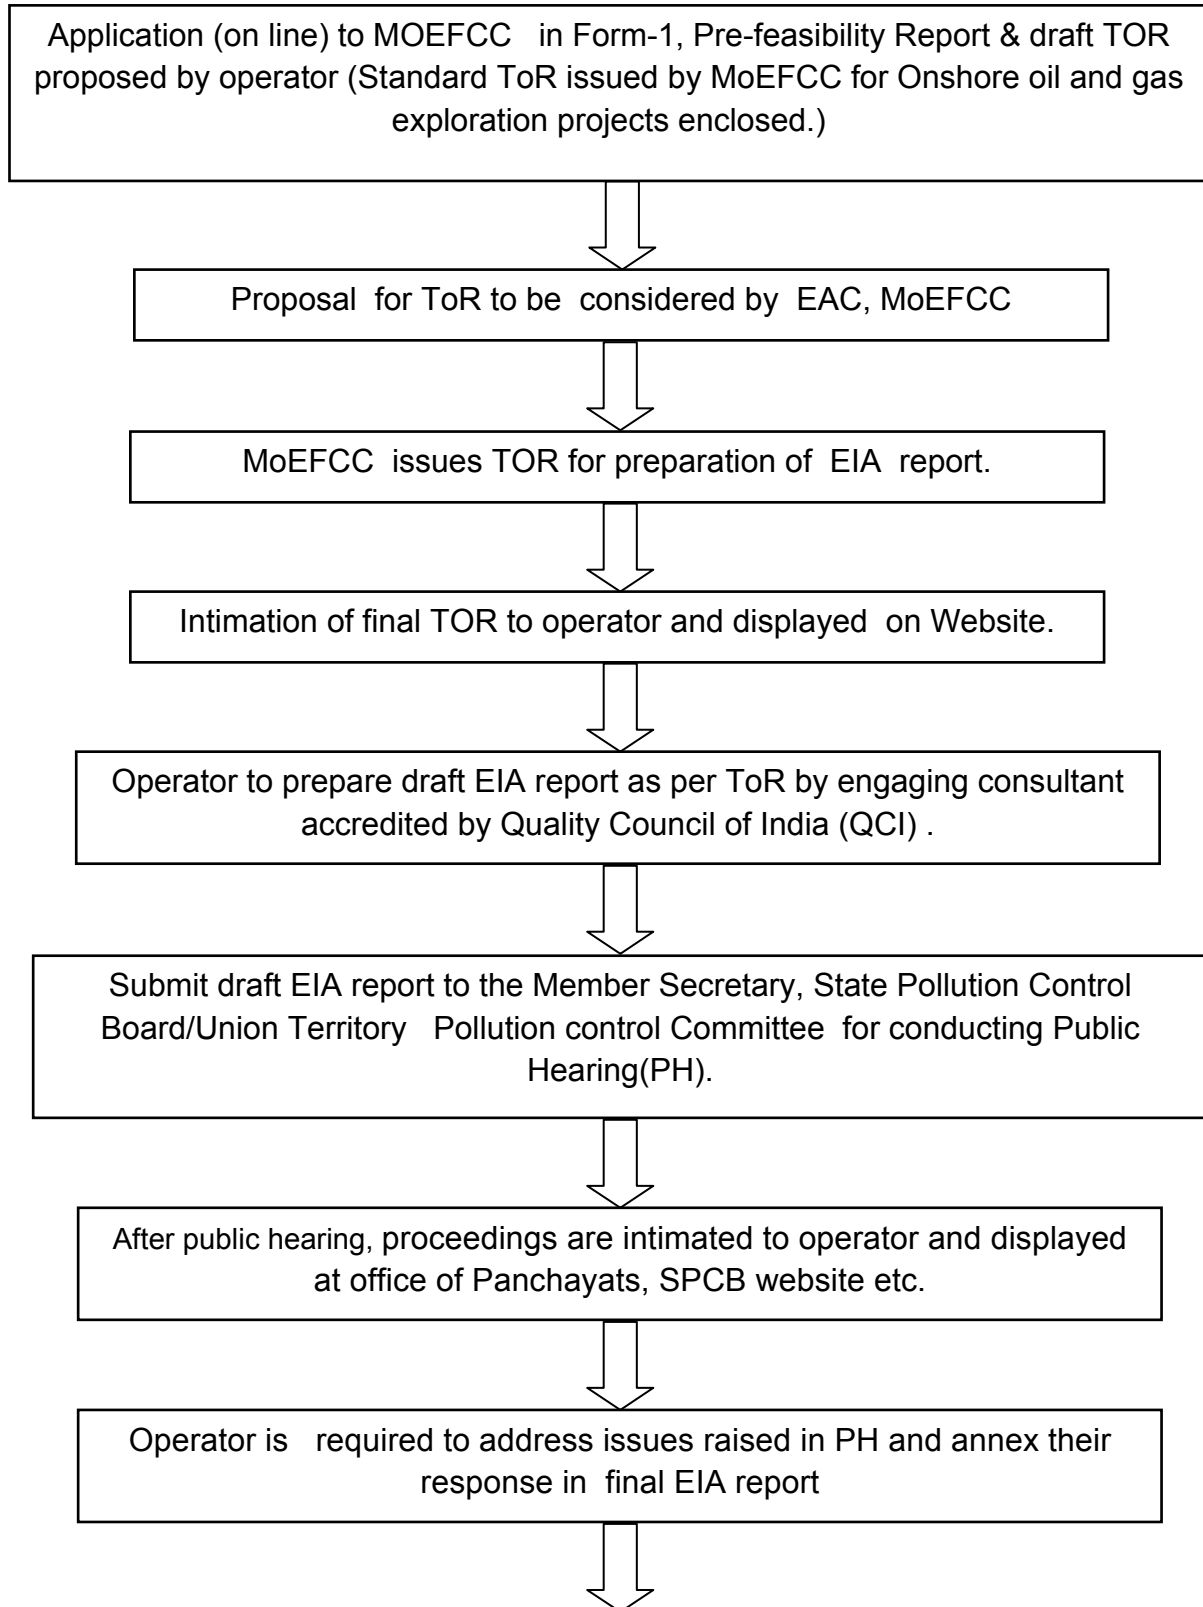 Application (on line) to MOEFCC in Form-1, Pre-feasibility Report & draft TOR
proposed by operator (Standard ToR issued by MoEFCC for Onshore oil and gas
exploration projects enclosed.)
Proposal for ToR to be considered by EAC, MoEFCC
MoEFCC issues TOR for preparation of EIA report.
Intimation of final TOR to operator and displayed on Website.
Operator to prepare draft EIA report as per ToR by engaging consultant
accredited by Quality Council of India (QCI) .
Submit draft EIA report to the Member Secretary, State Pollution Control
Board/Union Territory Pollution control Committee for conducting Public
Hearing(PH).
After public hearing, proceedings are intimated to operator and displayed
at office of Panchayats, SPCB website etc.
Operator is required to address issues raised in PH and annex their
response in final EIA report